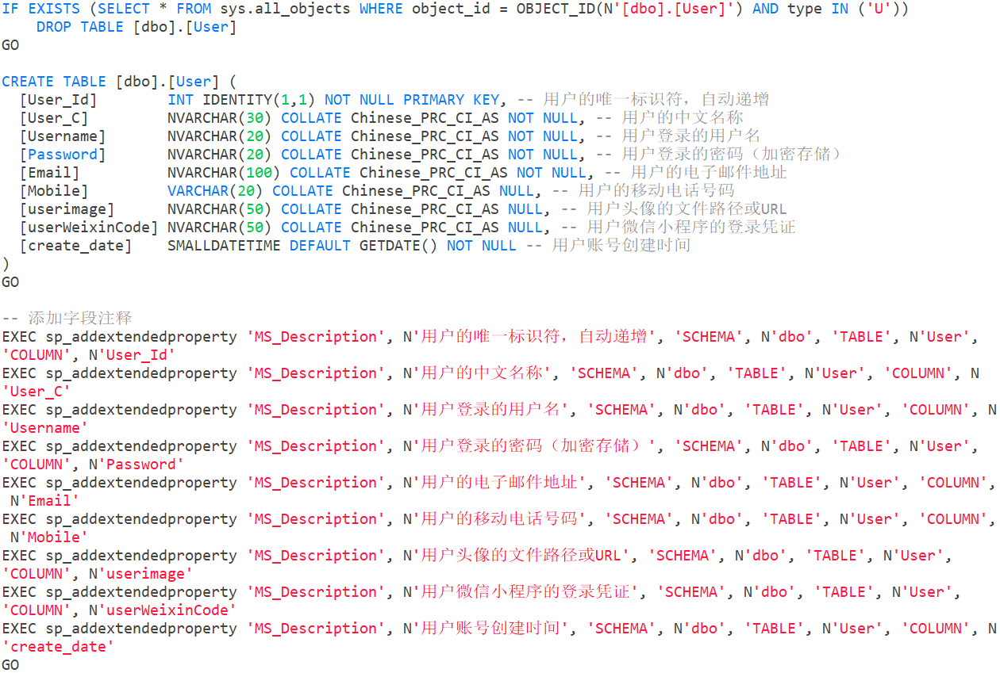 IF EXISTS (SELECT * FROM sys.all_objects WHERE object_id = OBJECT_ID(N'[dbo].[User]') AND type IN ('U'))
    DROP TABLE [dbo].[User]
GO

CREATE TABLE [dbo].[User] (
  [User_Id]        INT IDENTITY(1,1) NOT NULL PRIMARY KEY, -- 用户的唯一标识符，自动递增
  [User_C]         NVARCHAR(30) COLLATE Chinese_PRC_CI_AS NOT NULL, -- 用户的中文名称
  [Username]       NVARCHAR(20) COLLATE Chinese_PRC_CI_AS NOT NULL, -- 用户登录的用户名
  [Password]       NVARCHAR(20) COLLATE Chinese_PRC_CI_AS NOT NULL, -- 用户登录的密码（加密存储）
  [Email]          NVARCHAR(100) COLLATE Chinese_PRC_CI_AS NOT NULL, -- 用户的电子邮件地址
  [Mobile]         VARCHAR(20) COLLATE Chinese_PRC_CI_AS NULL, -- 用户的移动电话号码
  [userimage]      NVARCHAR(50) COLLATE Chinese_PRC_CI_AS NULL, -- 用户头像的文件路径或URL
  [userWeixinCode] NVARCHAR(50) COLLATE Chinese_PRC_CI_AS NULL, -- 用户微信小程序的登录凭证
  [create_date]    SMALLDATETIME DEFAULT GETDATE() NOT NULL -- 用户账号创建时间
)
GO

-- 添加字段注释
EXEC sp_addextendedproperty 'MS_Description', N'用户的唯一标识符，自动递增', 'SCHEMA', N'dbo', 'TABLE', N'User',
'COLUMN', N'User_Id'
EXEC sp_addextendedproperty 'MS_Description', N'用户的中文名称', 'SCHEMA', N'dbo', 'TABLE', N'User', 'COLUMN', N
'User_C'
EXEC sp_addextendedproperty 'MS_Description', N'用户登录的用户名', 'SCHEMA', N'dbo', 'TABLE', N'User', 'COLUMN', N
'Username'
EXEC sp_addextendedproperty 'MS_Description', N'用户登录的密码（加密存储）', 'SCHEMA', N'dbo', 'TABLE', N'User',
'COLUMN', N'Password'
EXEC sp_addextendedproperty 'MS_Description', N'用户的电子邮件地址', 'SCHEMA', N'dbo', 'TABLE', N'User', 'COLUMN',
 N'Email'
EXEC sp_addextendedproperty 'MS_Description', N'用户的移动电话号码', 'SCHEMA', N'dbo', 'TABLE', N'User', 'COLUMN',
 N'Mobile'
EXEC sp_addextendedproperty 'MS_Description', N'用户头像的文件路径或URL', 'SCHEMA', N'dbo', 'TABLE', N'User',
'COLUMN', N'userimage'
EXEC sp_addextendedproperty 'MS_Description', N'用户微信小程序的登录凭证', 'SCHEMA', N'dbo', 'TABLE', N'User',
'COLUMN', N'userWeixinCode'
EXEC sp_addextendedproperty 'MS_Description', N'用户账号创建时间', 'SCHEMA', N'dbo', 'TABLE', N'User', 'COLUMN', N
'create_date'
GO